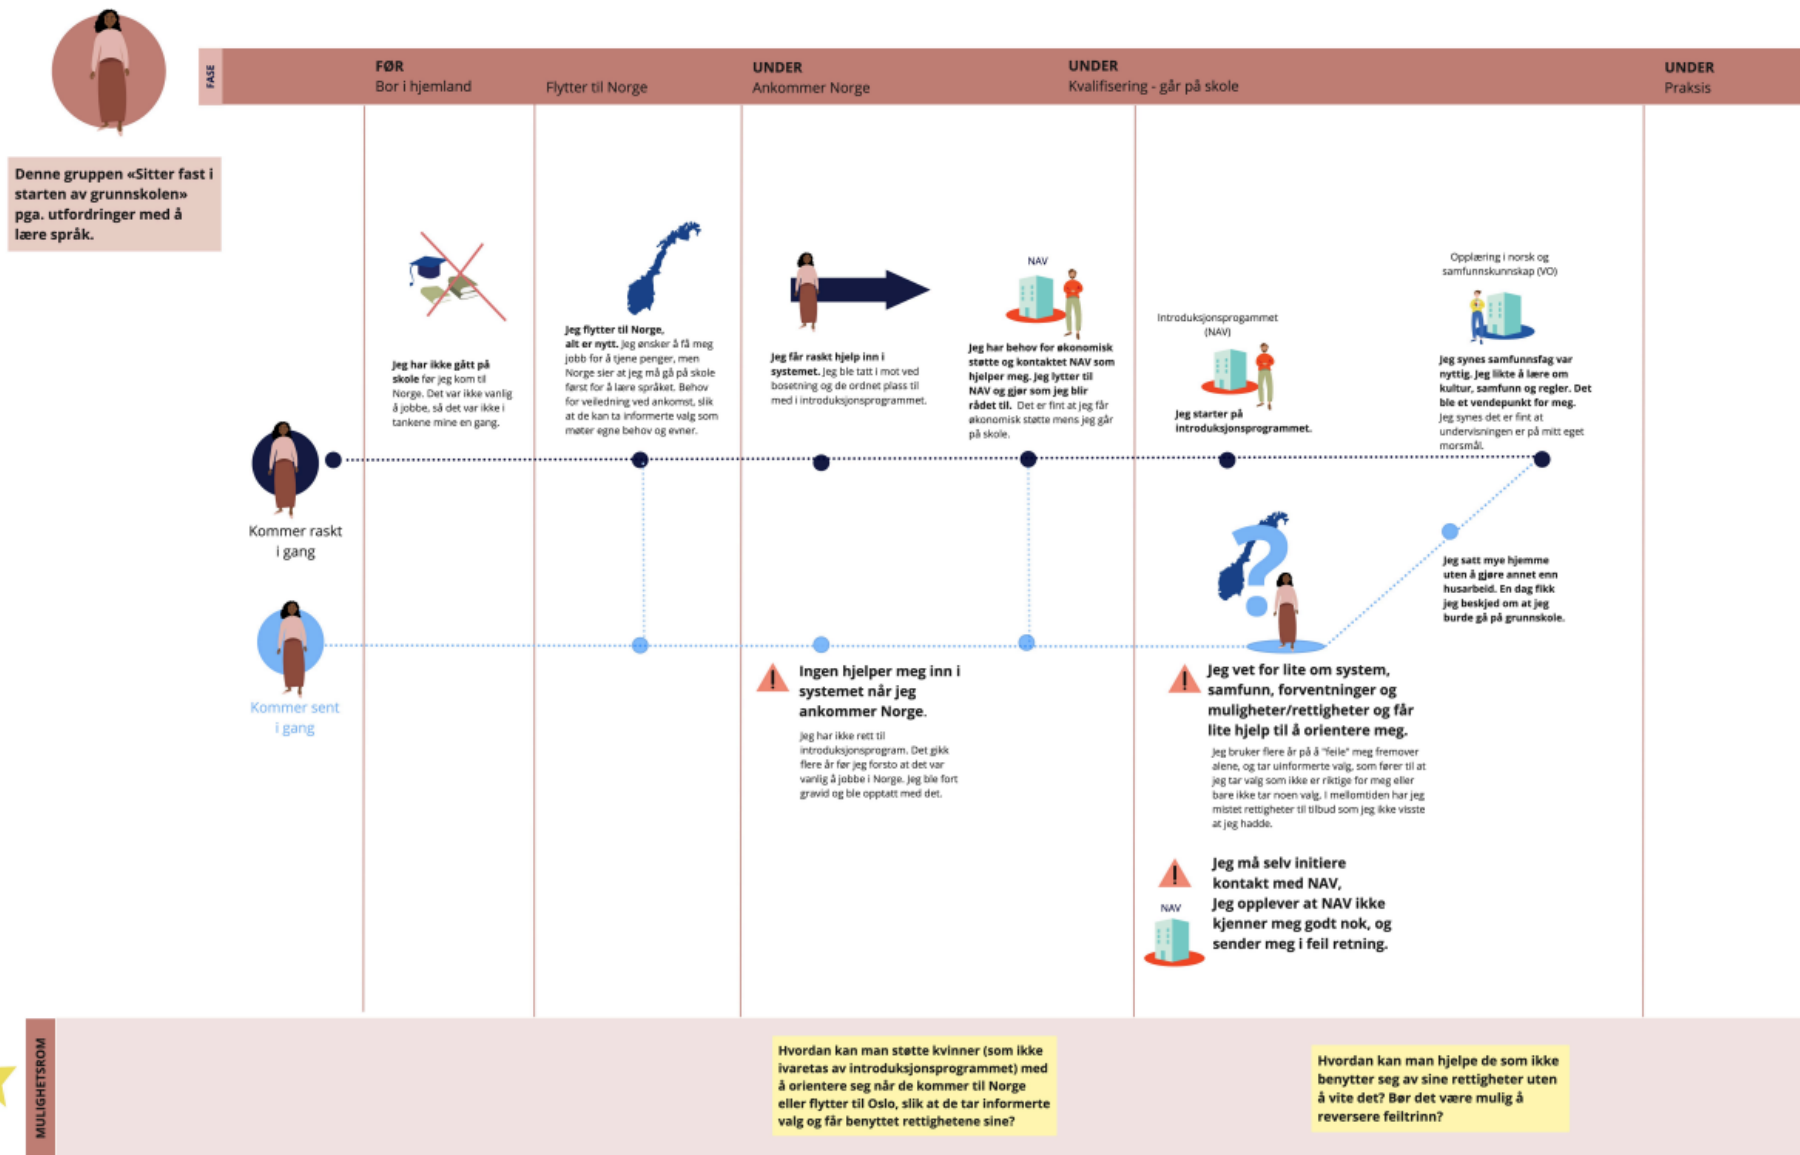 FASE
FØR
Bor i hjemland
Flytter til Norge
UNDER
Ankommer Norge
UNDER
Kvalifisering - går på skole
UNDER
Praksis
Denne gruppen «Sitter fast i
starten av grunnskolen»
pga. utfordringer med å
lære språk.
Jeg har ikke gått på
skole før jeg kom til
Norge. Det var ikke vanlig
å jobbe, så det var ikke i
tankene mine en gang.
Jeg flytter til Norge,
alt er nytt. Jeg ønsker å få meg
jobb for å tjene penger, men
Norge sier at jeg må gå på skole
først for å lære språket. Behov
for veiledning ved ankomst, slik
at de kan ta informerte valg som
møter egne behov og evner.
Jeg får raskt hjelp inn i
systemet. Jeg ble tatt i mot ved
bosetning og de ordnet plass til
med i introduksjonsprogrammet.
NAV
Jeg har behov for økonomisk
støtte og kontaktet NAV som
hjelper meg. Jeg lytter til
NAV og gjør som jeg blir
rådet til. Det er fint at jeg får
økonomisk støtte mens jeg går
på skole.
Introduksjonsprogammet
(NAV)
Jeg starter på
introduksjonsprogrammet.
Opplæring i norsk og
samfunnskunnskap (VO)
Jeg synes samfunnsfag var
nyttig. Jeg likte å lære om
kultur, samfunn og regler. Det
ble et vendepunkt for meg.
Jeg synes det er fint at
undervisningen er på mitt eget
morsmål.
Kommer raskt
i gang
?
Jeg satt mye hjemme
uten å gjøre annet enn
husarbeid. En dag fikk
jeg beskjed om at jeg
burde gå på grunnskole.
Kommer sent
i gang
!
Ingen hjelper meg inn i
systemet når jeg
ankommer Norge.
Jeg har ikke rett til
introduksjonsprogram. Det gikk
flere år før jeg forsto at det var
vanlig å jobbe i Norge. Jeg ble fort
gravid og ble opptatt med det.
!
Jeg vet for lite om system,
samfunn, forventninger og
muligheter/rettigheter og får
lite hjelp til å orientere meg.
Jeg bruker flere år på å "feile" meg fremover
alene, og tar uinformerte valg, som fører til at
jeg tar valg som ikke er riktige for meg eller
bare ikke tar noen valg. I mellomtiden har jeg
mistet rettigheter til tilbud som jeg ikke visste
at jeg hadde.
!
NAV
Jeg må selv initiere
kontakt med NAV,
Jeg opplever at NAV ikke
kjenner meg godt nok, og
sender meg i feil retning.
MULIGHETSROM
Hvordan kan man støtte kvinner (som ikke
ivaretas av introduksjonsprogrammet) med
å orientere seg når de kommer til Norge
eller flytter til Oslo, slik at de tar informerte
valg og får benyttet rettighetene sine?
Hvordan kan man hjelpe de som ikke
benytter seg av sine rettigheter uten
å vite det? Bør det være mulig å
reversere feiltrinn?